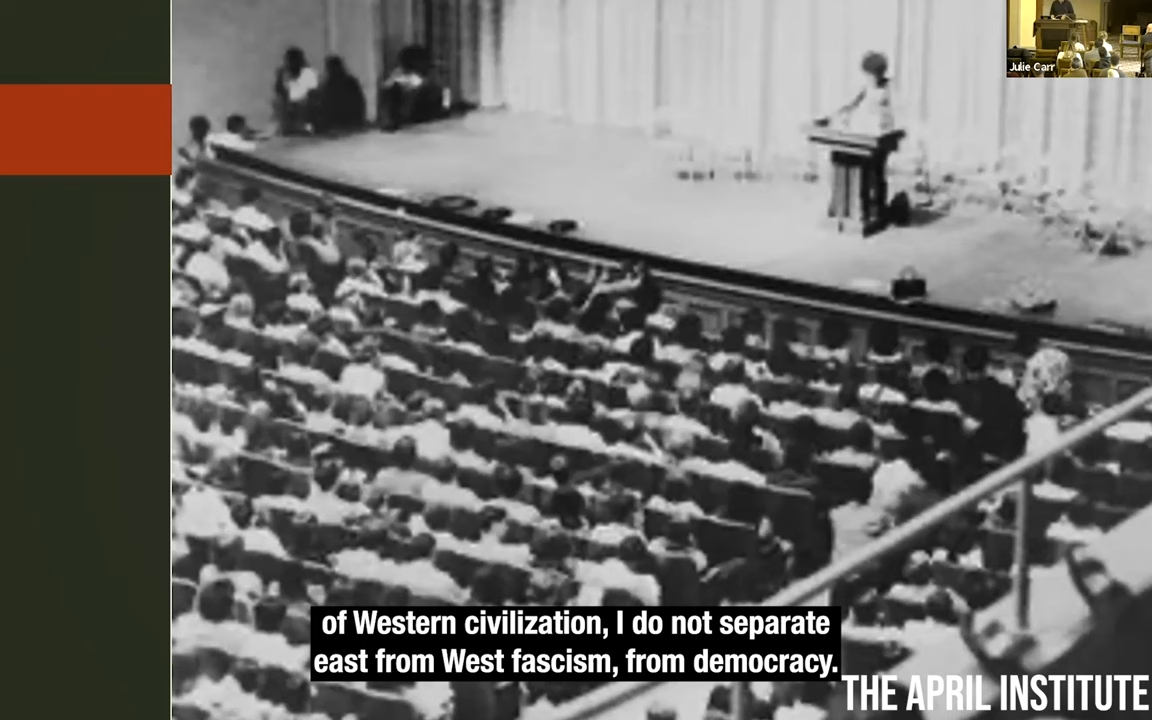 Julie Carr
of Western civilization, I do not separate
east from West fascism, from democracy.
THE APRIL INSTITUTE